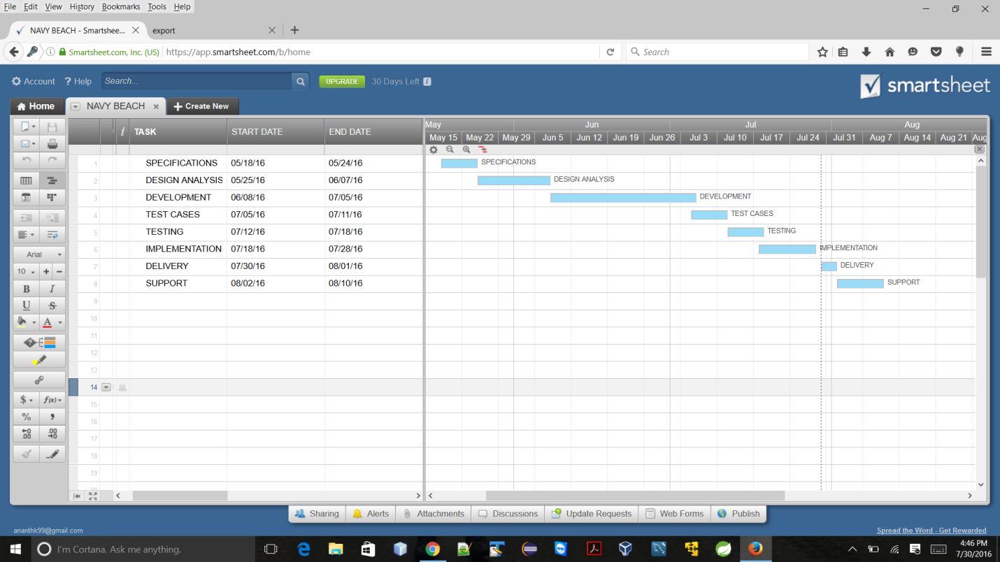 File Edit View History Bookmarks Tools Help
NAVY BEACH - Smartshee...
export
Smartsheet.com, Inc. (US) https://app.smartsheet.com/b/home
Search
Account ? Help Search... UPGRADE 30 Days Left i
smartsheet
Home NAVY BEACH Create New
i TASK START DATE END DATE
May Jun Jul Aug
May 15 May 22 May 29 Jun 5 Jun 12 Jun 19 Jun 26 Jul 3 Jul 10 Jul 17 Jul 24 Jul 31 Aug 7 Aug 14 Aug 21 Aug
1 SPECIFICATIONS 05/18/16 05/24/16 SPECIFICATIONS
2 DESIGN ANALYSIS 05/25/16 06/07/16 DESIGN ANALYSIS
3 DEVELOPMENT 06/08/16 07/05/16 DEVELOPMENT
4 TEST CASES 07/05/16 07/11/16 TEST CASES
5 TESTING 07/12/16 07/18/16 TESTING
6 IMPLEMENTATION 07/18/16 07/28/16 IMPLEMENTATION
7 DELIVERY 07/30/16 08/01/16 DELIVERY
8 SUPPORT 08/02/16 08/10/16 SUPPORT
9
10
11
12
13
14
15
16
17
18
19
20
31
Arial
10 + −
B I
U S
A
$ f(x)
% ,
.0 .00
.00 .0
Sharing Alerts Attachments Discussions Update Requests Web Forms Publish
ananthk99@gmail.com
Spread the Word - Get Rewarded
I'm Cortana. Ask me anything.
4:46 PM
7/30/2016